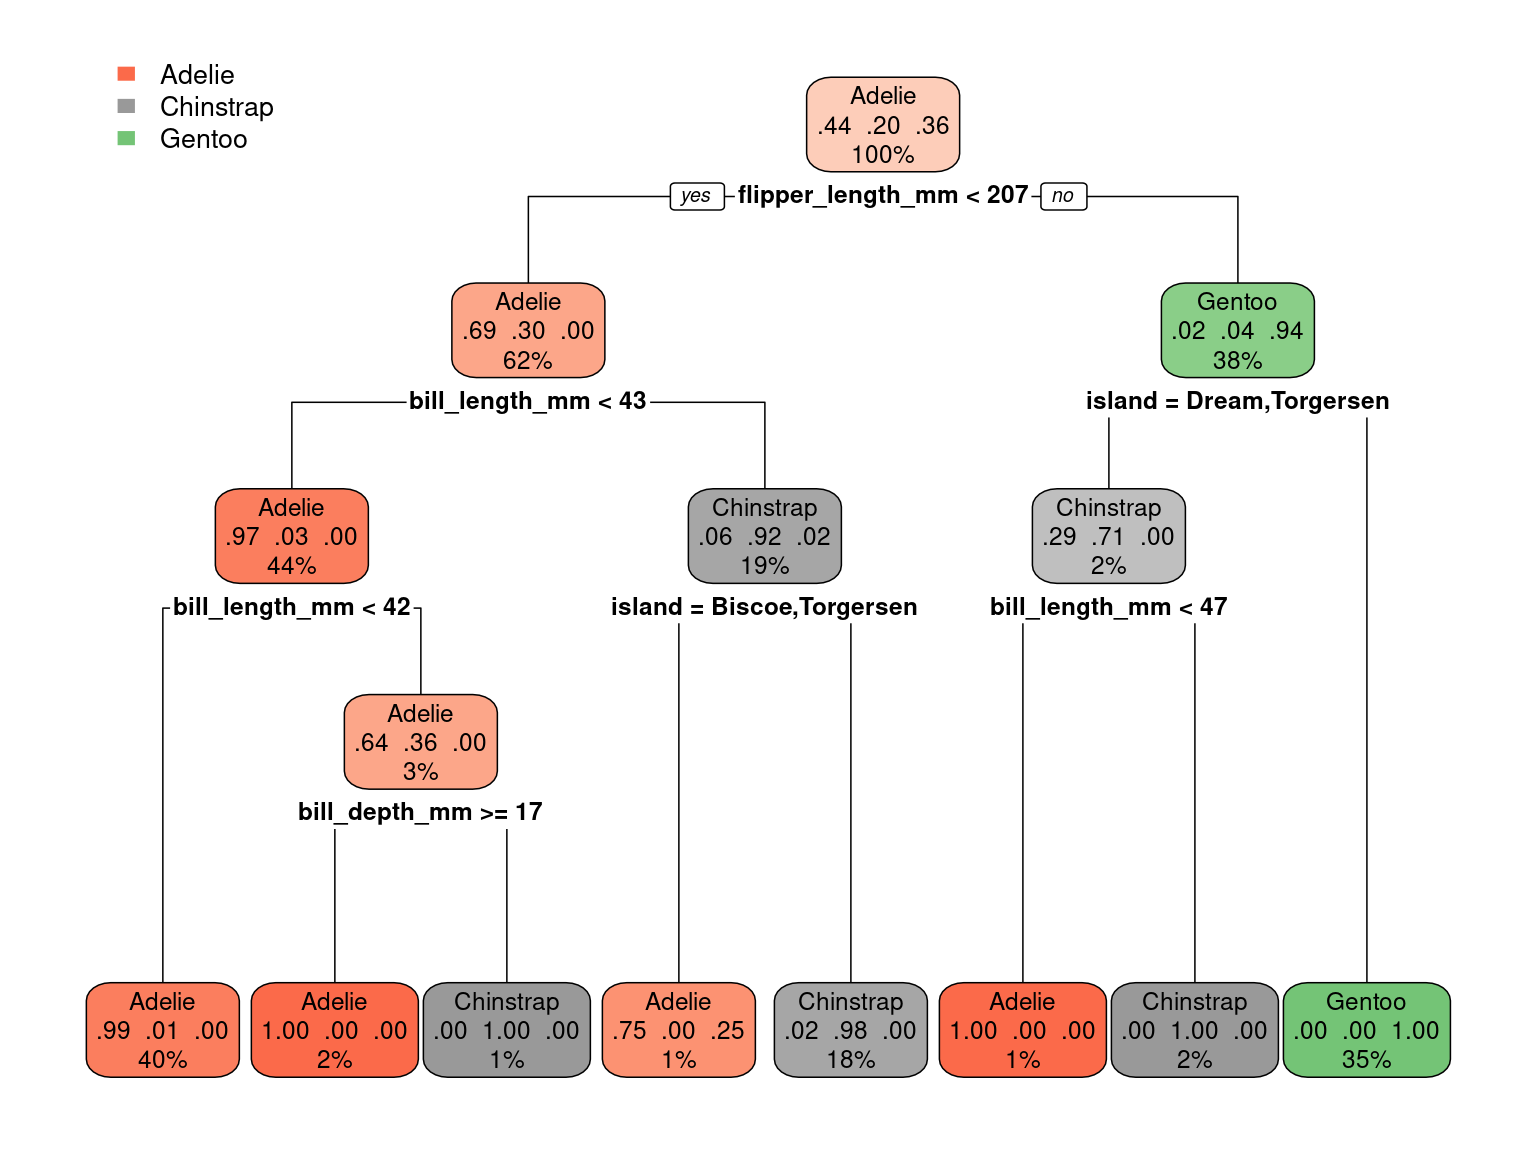 Adelie
Chinstrap
Gentoo
Adelie
.44 .20 .36
100%
yes flipper_length_mm < 207 no
Adelie
.69 .30 .00
62%
Gentoo
.02 .04 .94
38%
bill_length_mm < 43
island = Dream,Torgersen
Adelie
.97 .03 .00
44%
Chinstrap
.06 .92 .02
19%
Chinstrap
.29 .71 .00
2%
bill_length_mm < 42
island = Biscoe,Torgersen
bill_length_mm < 47
Adelie
.64 .36 .00
3%
bill_depth_mm >= 17
Adelie
.99 .01 .00
40%
Adelie
1.00 .00 .00
2%
Chinstrap
.00 1.00 .00
1%
Adelie
.75 .00 .25
1%
Chinstrap
.02 .98 .00
18%
Adelie
1.00 .00 .00
1%
Chinstrap
.00 1.00 .00
2%
Gentoo
.00 .00 1.00
35%